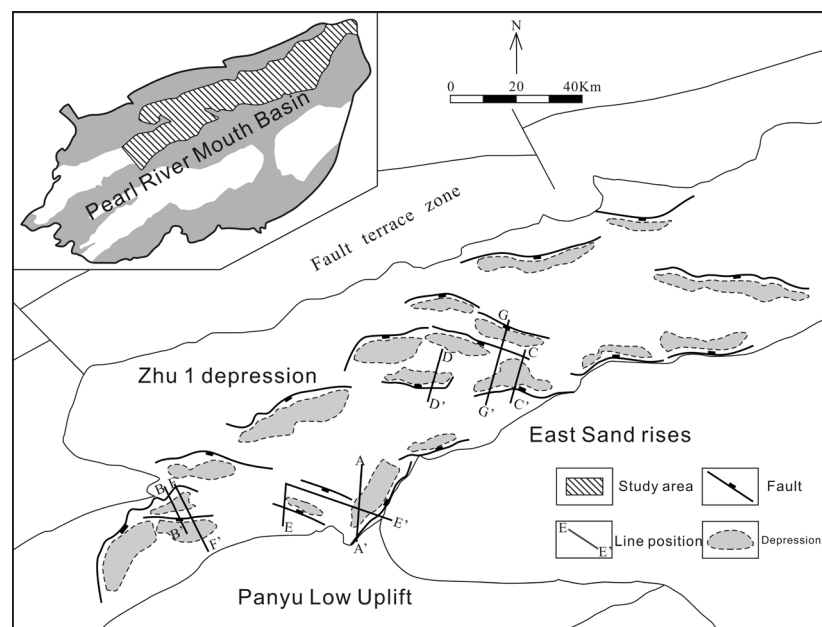 Pearl River Mouth Basin
N
0 20 40Km
Fault terrace zone
G
D C
Zhu 1 depression
D' G' C'
East Sand rises
A
B F
Study area
Fault
E E'
B' F'
A'
E
E'
Line position
Depression
Panyu Low Uplift